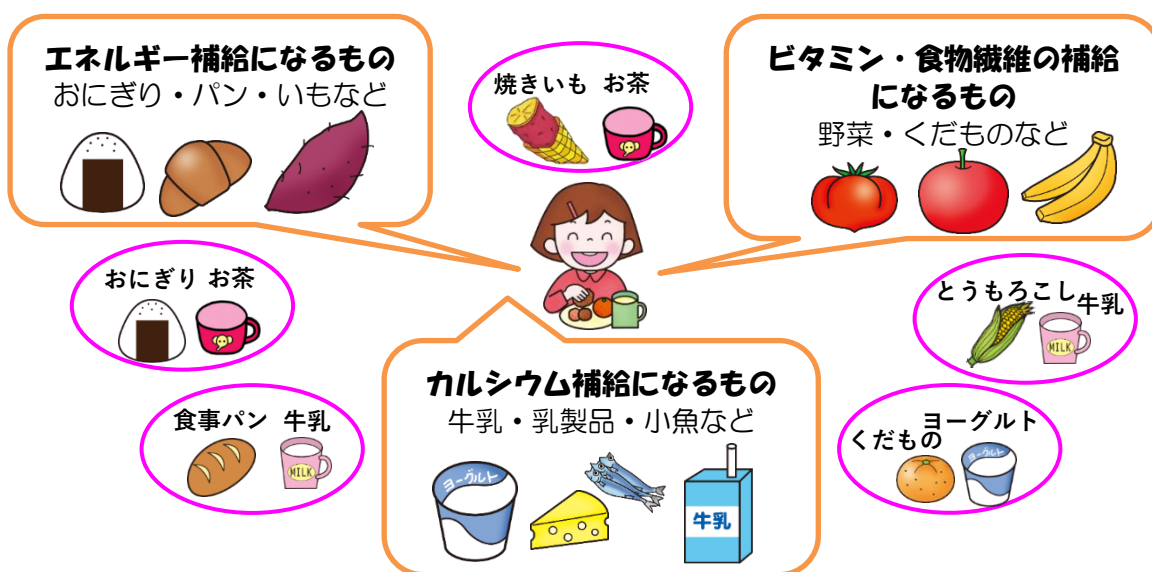 エネルギー補給になるもの
おにぎり・パン・いもなど
焼きいも お茶
ビタミン・食物繊維の補給
になるもの
野菜・くだものなど
おにぎり お茶
食事パン 牛乳
MILK
カルシウム補給になるもの
牛乳・乳製品・小魚など
ヨーグルト
牛乳
とうもろこし 牛乳
MILK
くだもの ヨーグルト